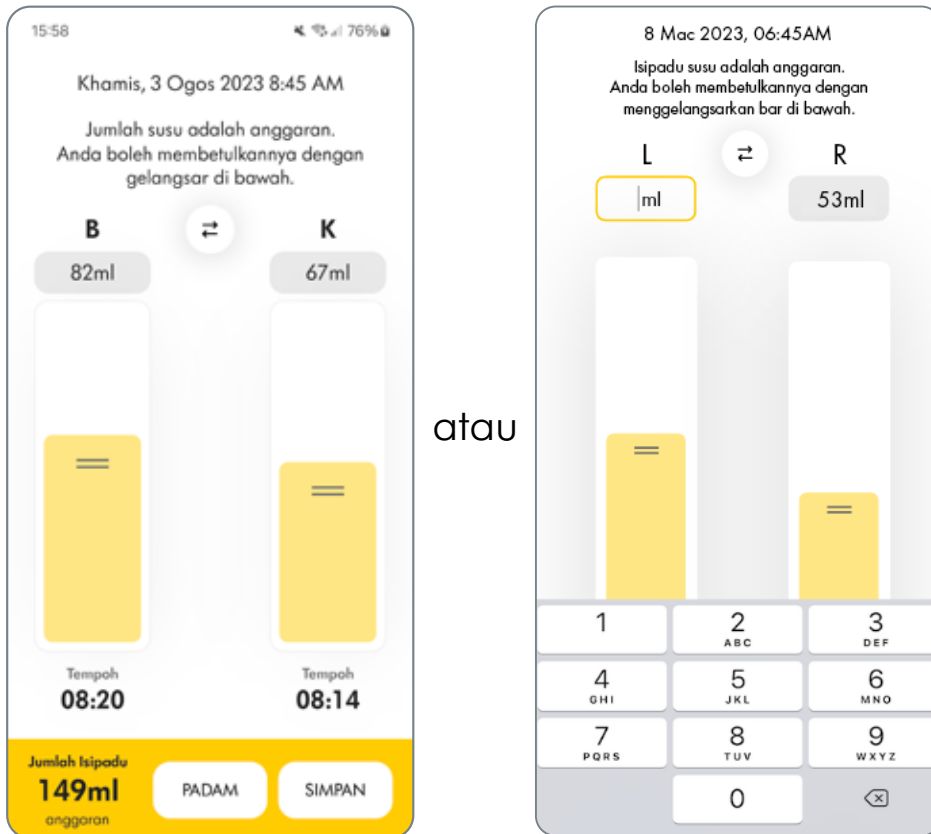 15:58 76%
Khamis, 3 Ogos 2023 8:45 AM
Jumlah susu adalah anggaran.
Anda boleh membetulkannya dengan
gelangsar di bawah.
B K
82ml 67ml
Tempoh Tempoh
08:20 08:14
Jumlah Isipadu
149ml
anggaran
PADAM SIMPAN
atau
8 Mac 2023, 06:45AM
Isipadu susu adalah anggaran.
Anda boleh membetulkannya dengan
menggelangsarkan bar di bawah.
L R
ml 53ml
1 2 3
ABC DEF
4 5 6
GHI JKL MNO
7 8 9
PQRS TUV WXYZ
0